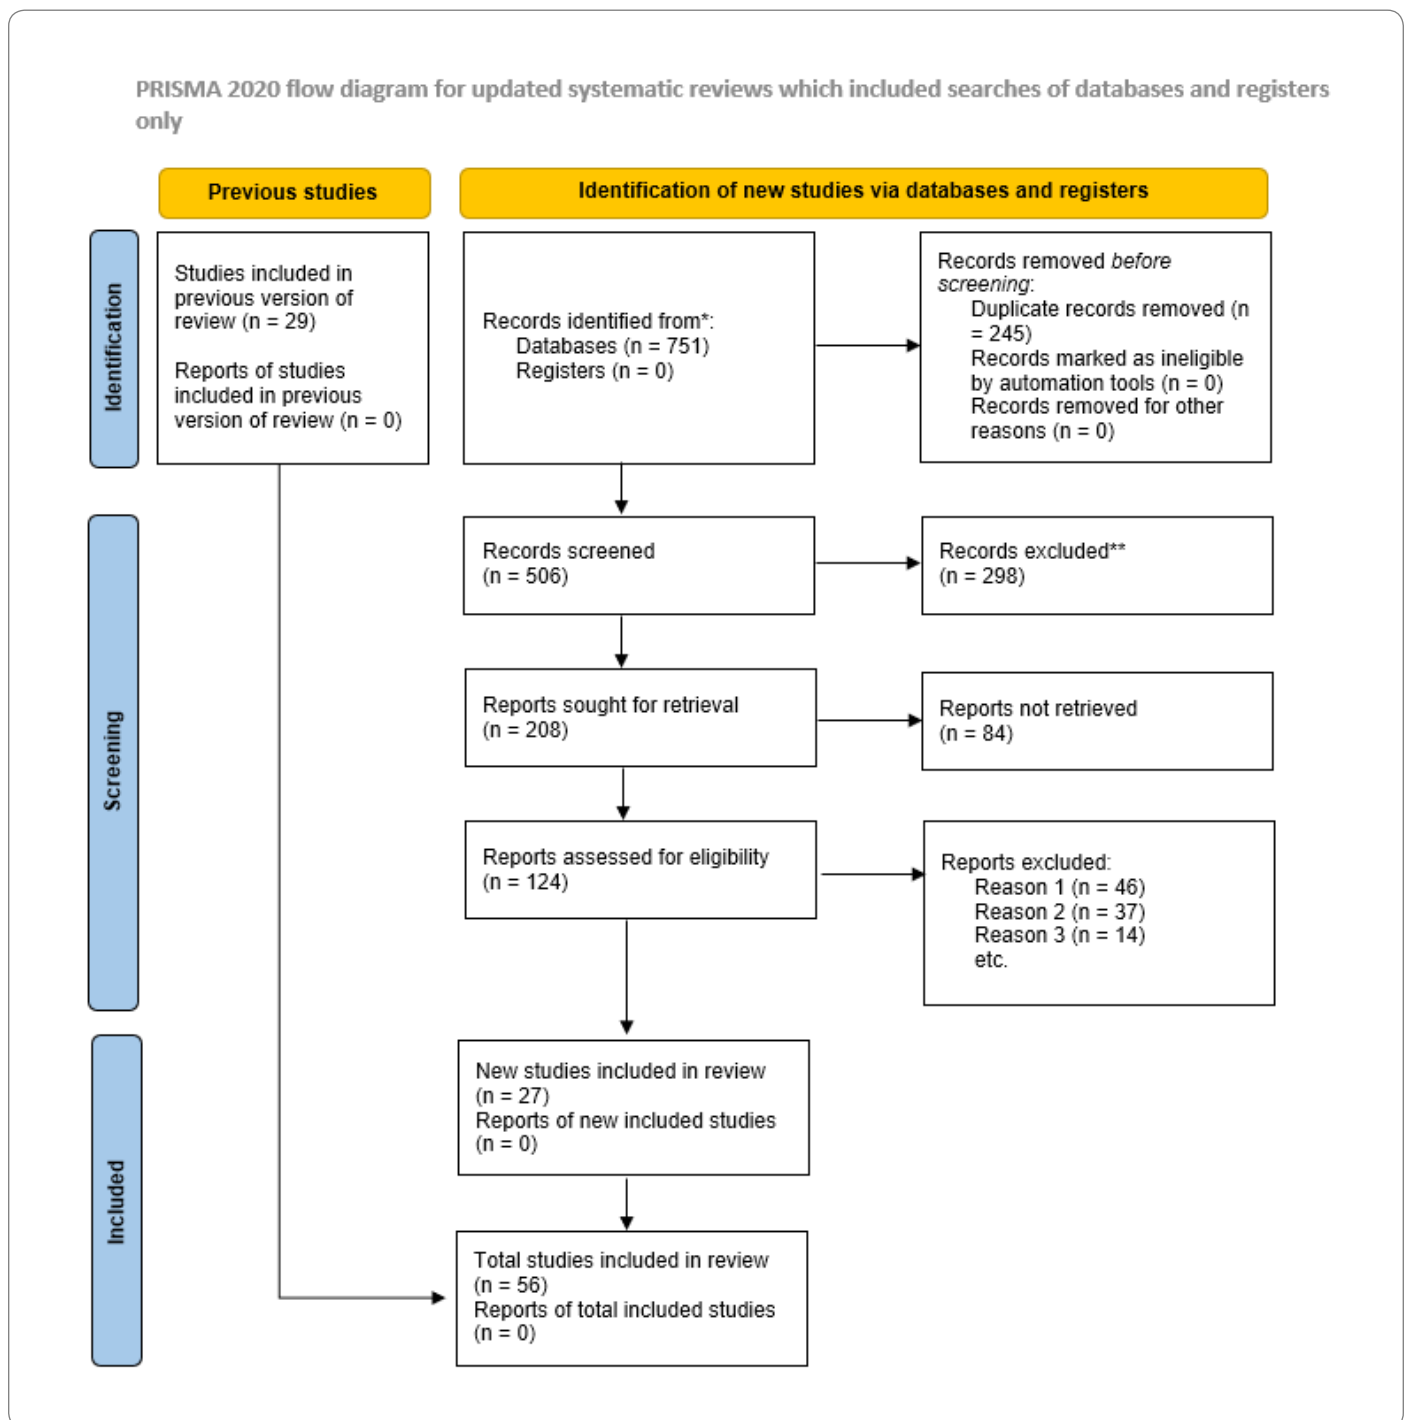 PRISMA 2020 flow diagram for updated systematic reviews which included searches of databases and registers
only
Previous studies
Identification of new studies via databases and registers
Identification
Studies included in
previous version of
review (n = 29)
Reports of studies
included in previous
version of review (n = 0)
Records identified from*:
Databases (n = 751)
Registers (n = 0)
Records removed before
screening:
Duplicate records removed (n
= 245)
Records marked as ineligible
by automation tools (n = 0)
Records removed for other
reasons (n = 0)
Screening
Records screened
(n = 506)
Records excluded**
(n = 298)
Reports sought for retrieval
(n = 208)
Reports not retrieved
(n = 84)
Reports assessed for eligibility
(n = 124)
Reports excluded:
Reason 1 (n = 46)
Reason 2 (n = 37)
Reason 3 (n = 14)
etc.
Included
New studies included in review
(n = 27)
Reports of new included studies
(n = 0)
Total studies included in review
(n = 56)
Reports of total included studies
(n = 0)